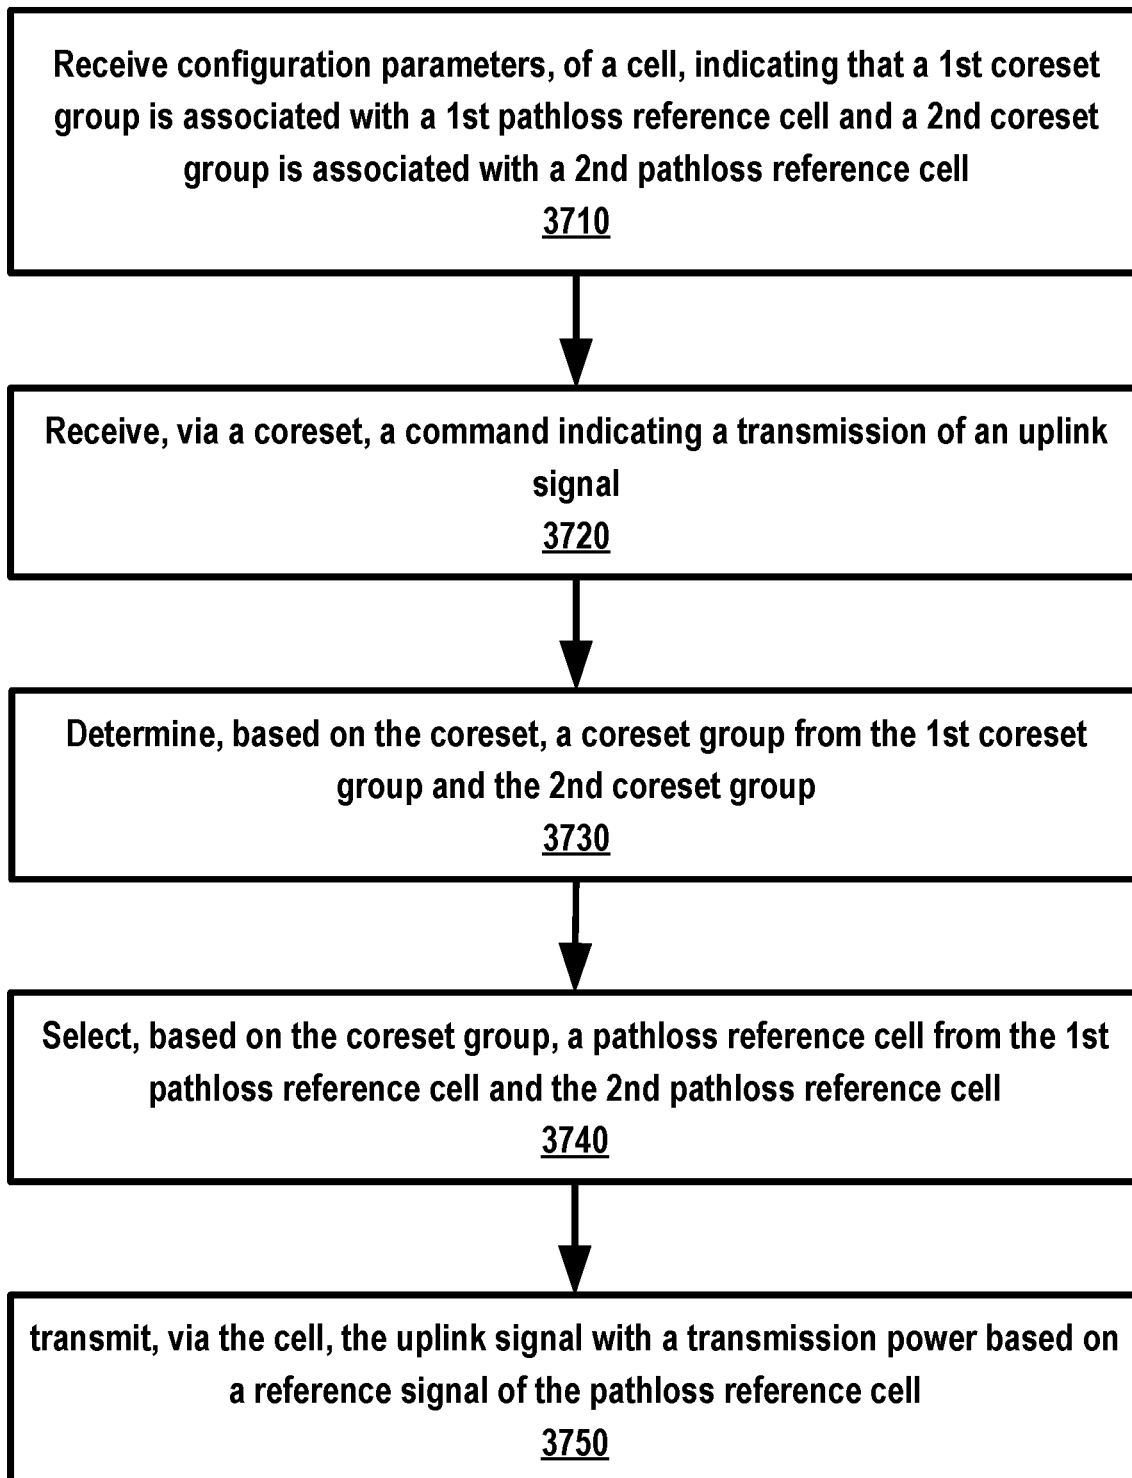 Receive configuration parameters, of a cell, indicating that a 1st coreset
group is associated with a 1st pathloss reference cell and a 2nd coreset
group is associated with a 2nd pathloss reference cell
3710
Receive, via a coreset, a command indicating a transmission of an uplink
signal
3720
Determine, based on the coreset, a coreset group from the 1st coreset
group and the 2nd coreset group
3730
Select, based on the coreset group, a pathloss reference cell from the 1st
pathloss reference cell and the 2nd pathloss reference cell
3740
transmit, via the cell, the uplink signal with a transmission power based on
a reference signal of the pathloss reference cell
3750